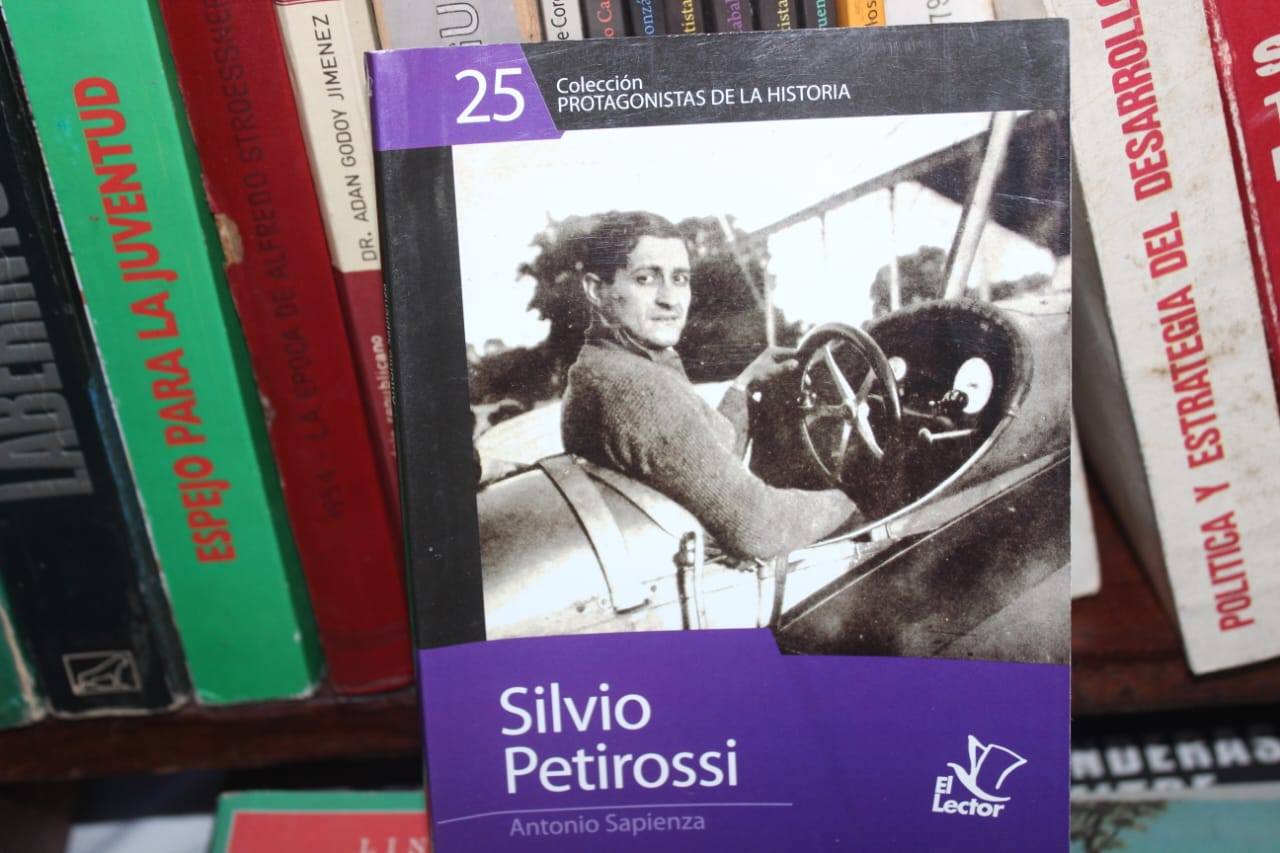 25
Colección
PROTAGONISTAS DE LA HISTORIA
Silvio
Petirossi
Antonio Sapienza
El
Lector
ESPEJO PARA LA JUVENTUD
1954 - LA EPOCA DE ALFREDO STROESSNER
DR. ADAN GODOY JIMENEZ
POLITICA Y ESTRATEGIA DEL DESARROLLO